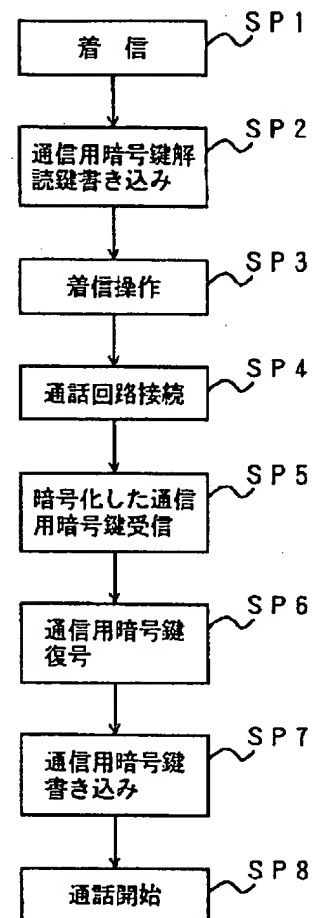 SP1
着信
SP2
通信用暗号鍵解
読鍵書き込み
SP3
着信操作
SP4
通話回路接続
SP5
暗号化した通信
用暗号鍵受信
SP6
通信用暗号鍵
復号
SP7
通信用暗号鍵
書き込み
SP8
通話開始